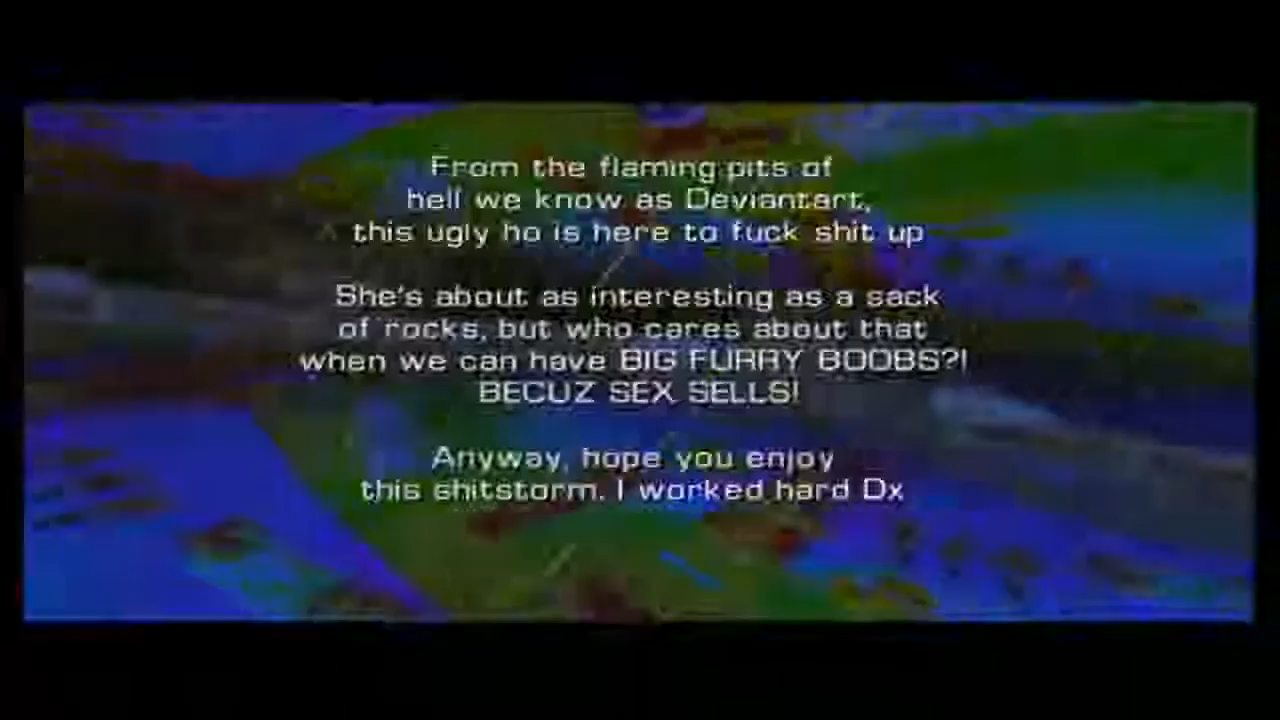 From the flaming pits of
hell we know as Deviantart,
this ugly ho is here to fuck shit up
She's about as interesting as a sack
of rocks, but who cares about that
when we can have BIG FURRY BOOBS?!
BECUZ SEX SELLS!
Anyway, hope you enjoy
this shitstorm. I worked hard Dx